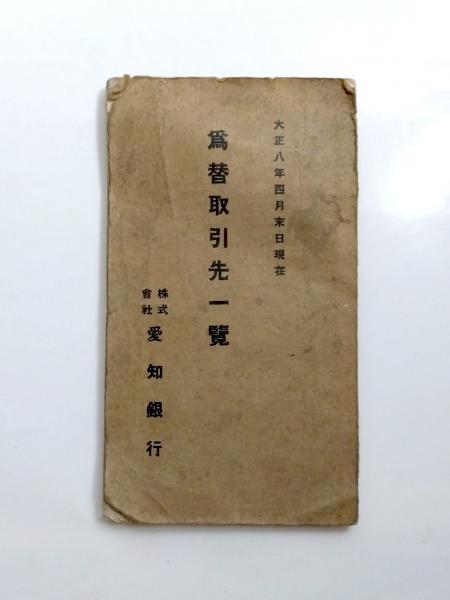 大正八年四月末日現在
爲替取引先一覽
株式會社愛知銀行